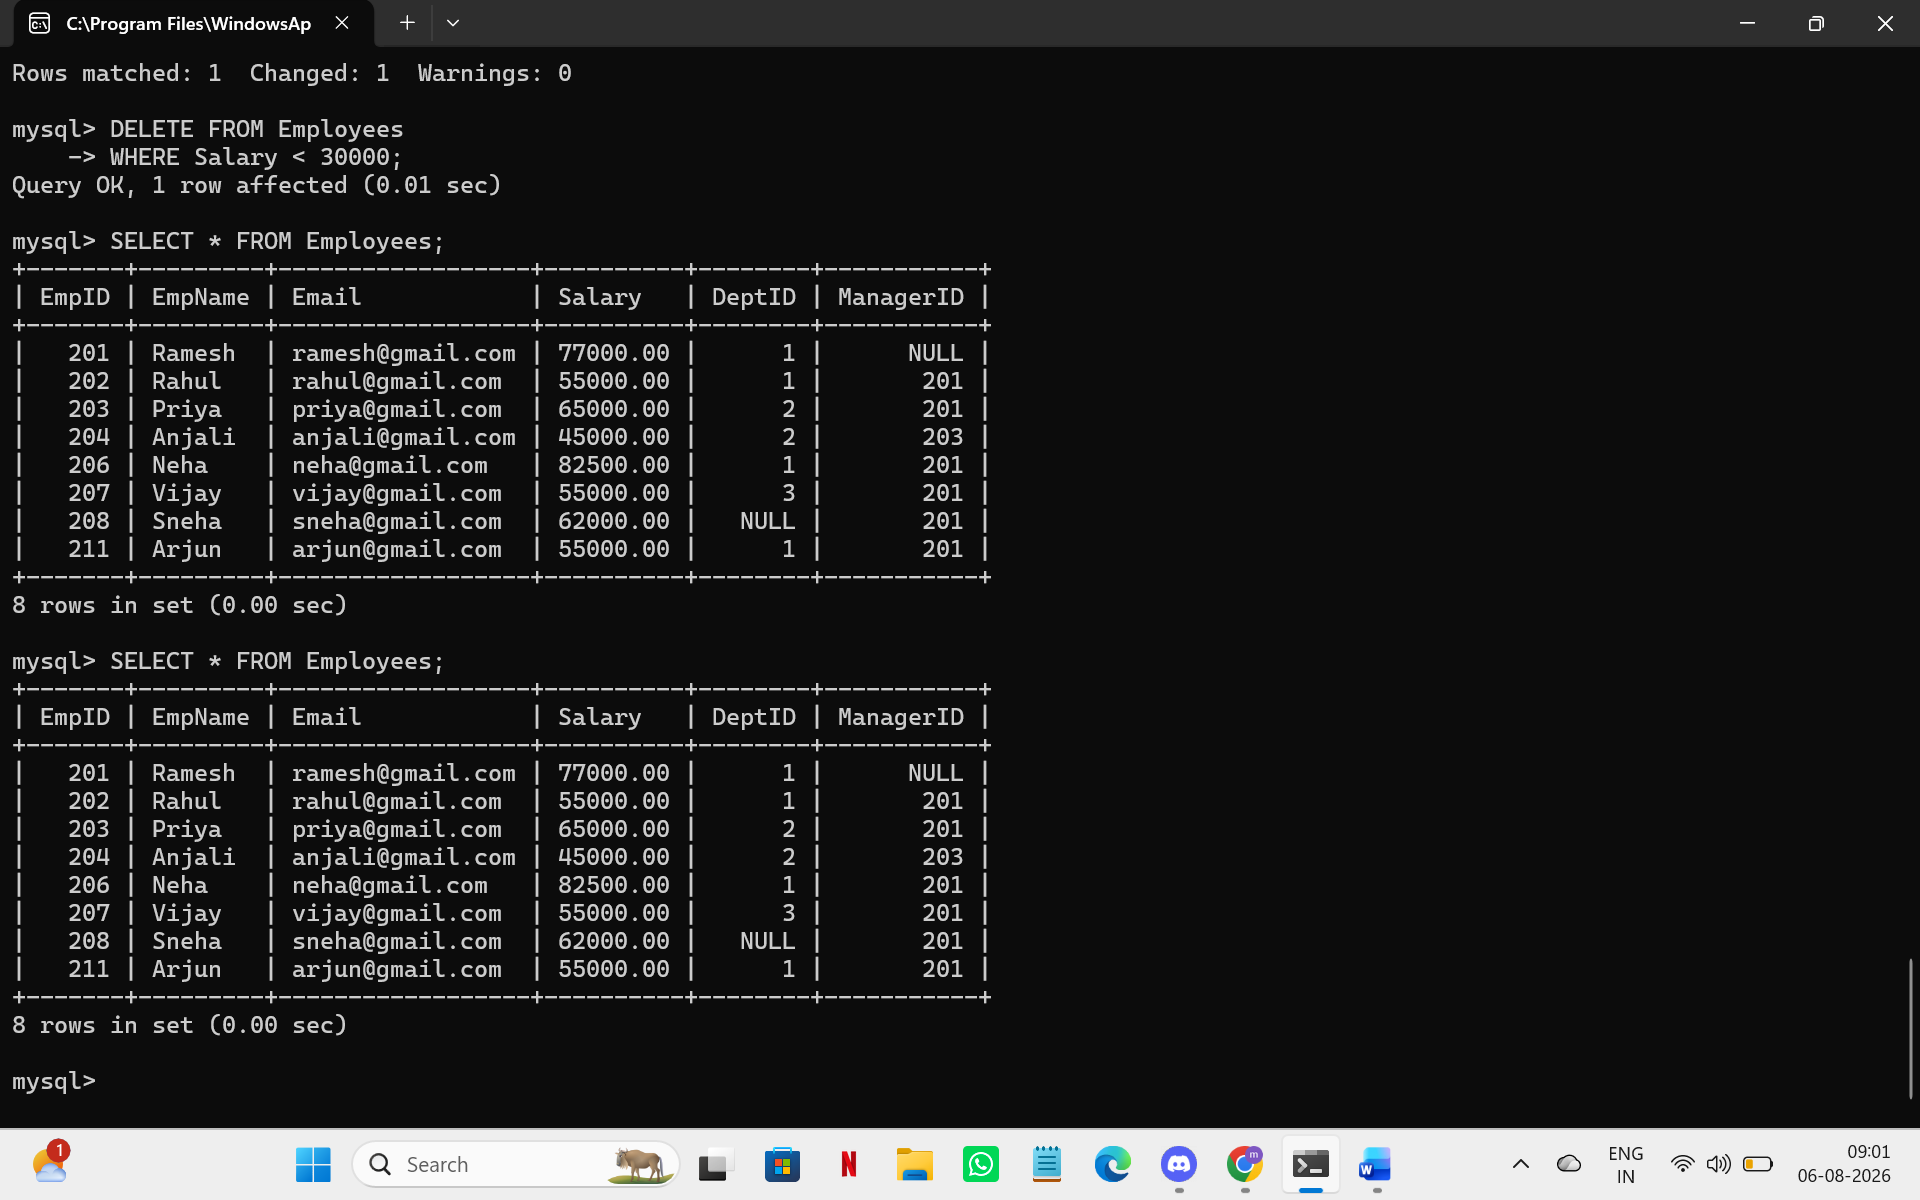 C:\Program Files\WindowsAp
Rows matched: 1  Changed: 1  Warnings: 0
mysql> DELETE FROM Employees
    -> WHERE Salary < 30000;
Query OK, 1 row affected (0.01 sec)
mysql> SELECT * FROM Employees;
+-------+---------+------------------+----------+--------+-----------+
| EmpID | EmpName | Email            | Salary   | DeptID | ManagerID |
+-------+---------+------------------+----------+--------+-----------+
|   201 | Ramesh  | ramesh@gmail.com | 77000.00 |      1 |      NULL |
|   202 | Rahul   | rahul@gmail.com  | 55000.00 |      1 |       201 |
|   203 | Priya   | priya@gmail.com  | 65000.00 |      2 |       201 |
|   204 | Anjali  | anjali@gmail.com | 45000.00 |      2 |       203 |
|   206 | Neha    | neha@gmail.com   | 82500.00 |      1 |       201 |
|   207 | Vijay   | vijay@gmail.com  | 55000.00 |      3 |       201 |
|   208 | Sneha   | sneha@gmail.com  | 62000.00 |   NULL |       201 |
|   211 | Arjun   | arjun@gmail.com  | 55000.00 |      1 |       201 |
+-------+---------+------------------+----------+--------+-----------+
8 rows in set (0.00 sec)
mysql> SELECT * FROM Employees;
+-------+---------+------------------+----------+--------+-----------+
| EmpID | EmpName | Email            | Salary   | DeptID | ManagerID |
+-------+---------+------------------+----------+--------+-----------+
|   201 | Ramesh  | ramesh@gmail.com | 77000.00 |      1 |      NULL |
|   202 | Rahul   | rahul@gmail.com  | 55000.00 |      1 |       201 |
|   203 | Priya   | priya@gmail.com  | 65000.00 |      2 |       201 |
|   204 | Anjali  | anjali@gmail.com | 45000.00 |      2 |       203 |
|   206 | Neha    | neha@gmail.com   | 82500.00 |      1 |       201 |
|   207 | Vijay   | vijay@gmail.com  | 55000.00 |      3 |       201 |
|   208 | Sneha   | sneha@gmail.com  | 62000.00 |   NULL |       201 |
|   211 | Arjun   | arjun@gmail.com  | 55000.00 |      1 |       201 |
+-------+---------+------------------+----------+--------+-----------+
8 rows in set (0.00 sec)
mysql>
1
Search
ENG
IN
09:01
06-08-2026